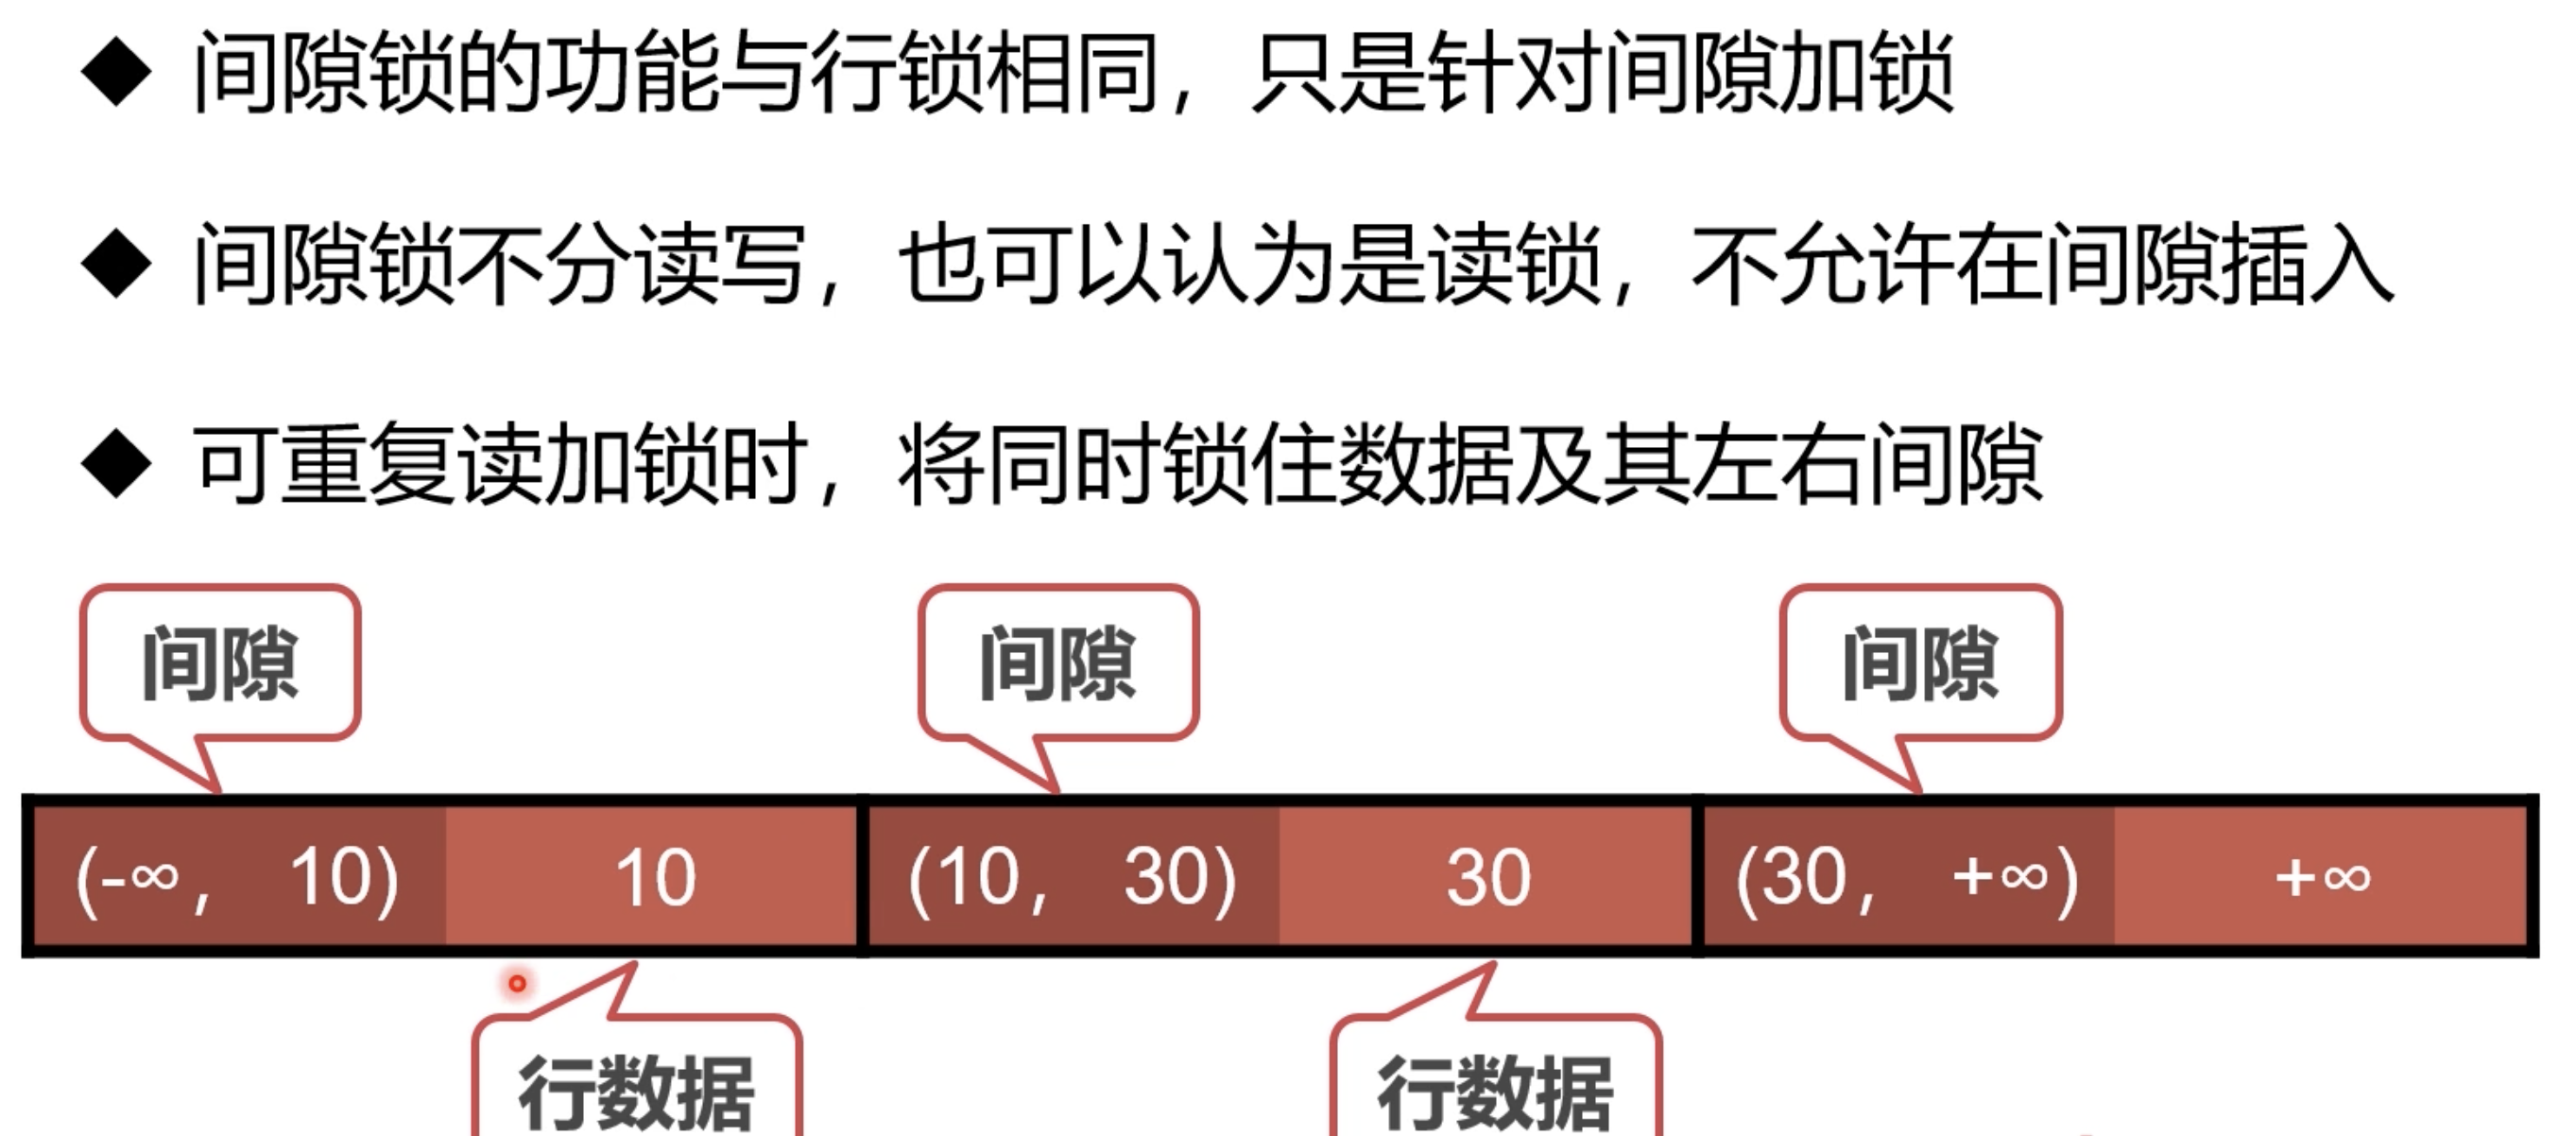 间隙锁的功能与行锁相同，只是针对间隙加锁
间隙锁不分读写，也可以认为是读锁，不允许在间隙插入
可重复读加锁时，将同时锁住数据及其左右间隙
间隙 间隙 间隙
(-∞, 10) 10 (10, 30) 30 (30, +∞) +∞
行数据 行数据